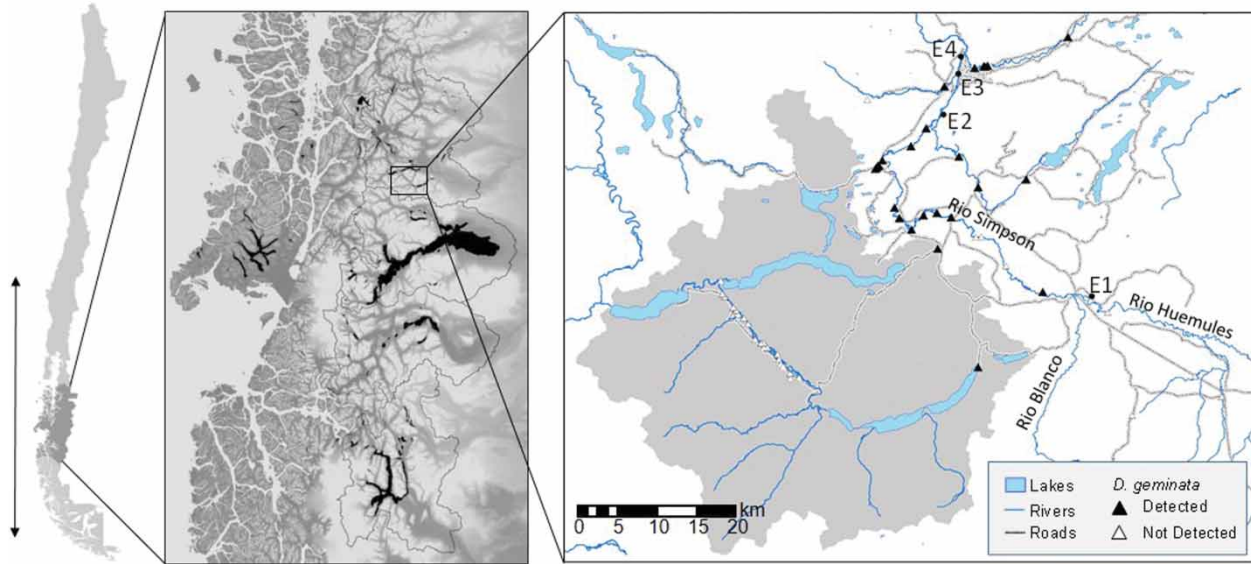 E4
E3
E2
Rio Simpson
E1
Rio Huemules
Rio Blanco
km
0 5 10 15 20
Lakes
Rivers
Roads
D. geminata
Detected
Not Detected